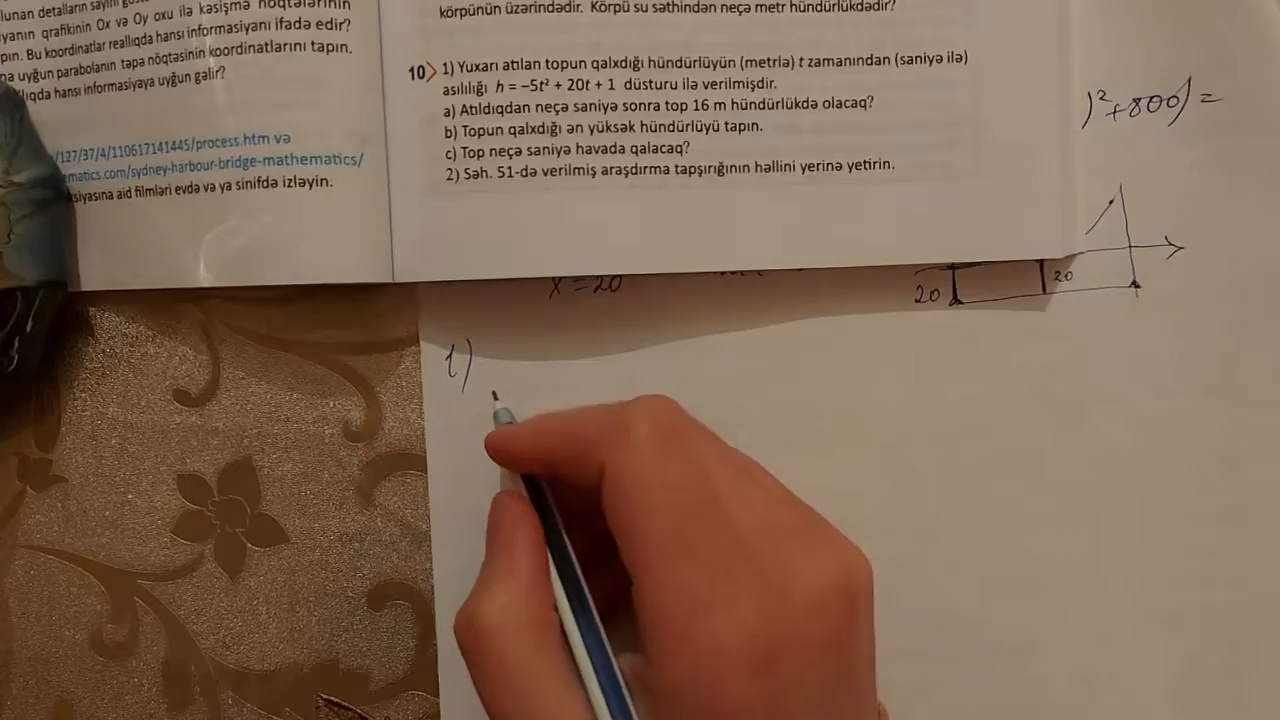 lunan detalların sayını
yanın qrafikinin Ox və Oy oxu ilə kəsişmə nöqtələrinin
pın. Bu koordinatlar reallıqda hansı informasiyanı ifadə edir?
uyğun parabolanın təpə nöqtəsinin koordinatlarını tapın.
lıqda hansı informasiyaya uyğun gəlir?
/127/37/4/110617141445/process.htm və
ematics.com/sydney-harbour-bridge-mathematics/
siyasına aid filmləri evdə və ya sinifdə izləyin.
körpünün üzərindədir. Körpü su səthindən neçə metr hündürlükdədir?
10 1) Yuxarı atılan topun qalxdığı hündürlüyün (metrlə) t zamanından (saniyə ilə)
asılılığı h = −5t² + 20t + 1 düsturu ilə verilmişdir.
a) Atıldıqdan neçə saniyə sonra top 16 m hündürlükdə olacaq?
b) Topun qalxdığı ən yüksək hündürlüyü tapın.
c) Top neçə saniyə havada qalacaq?
2) Səh. 51-də verilmiş araşdırma tapşırığının həllini yerinə yetirin.
)²+800) =
x = 20
20
20
1)